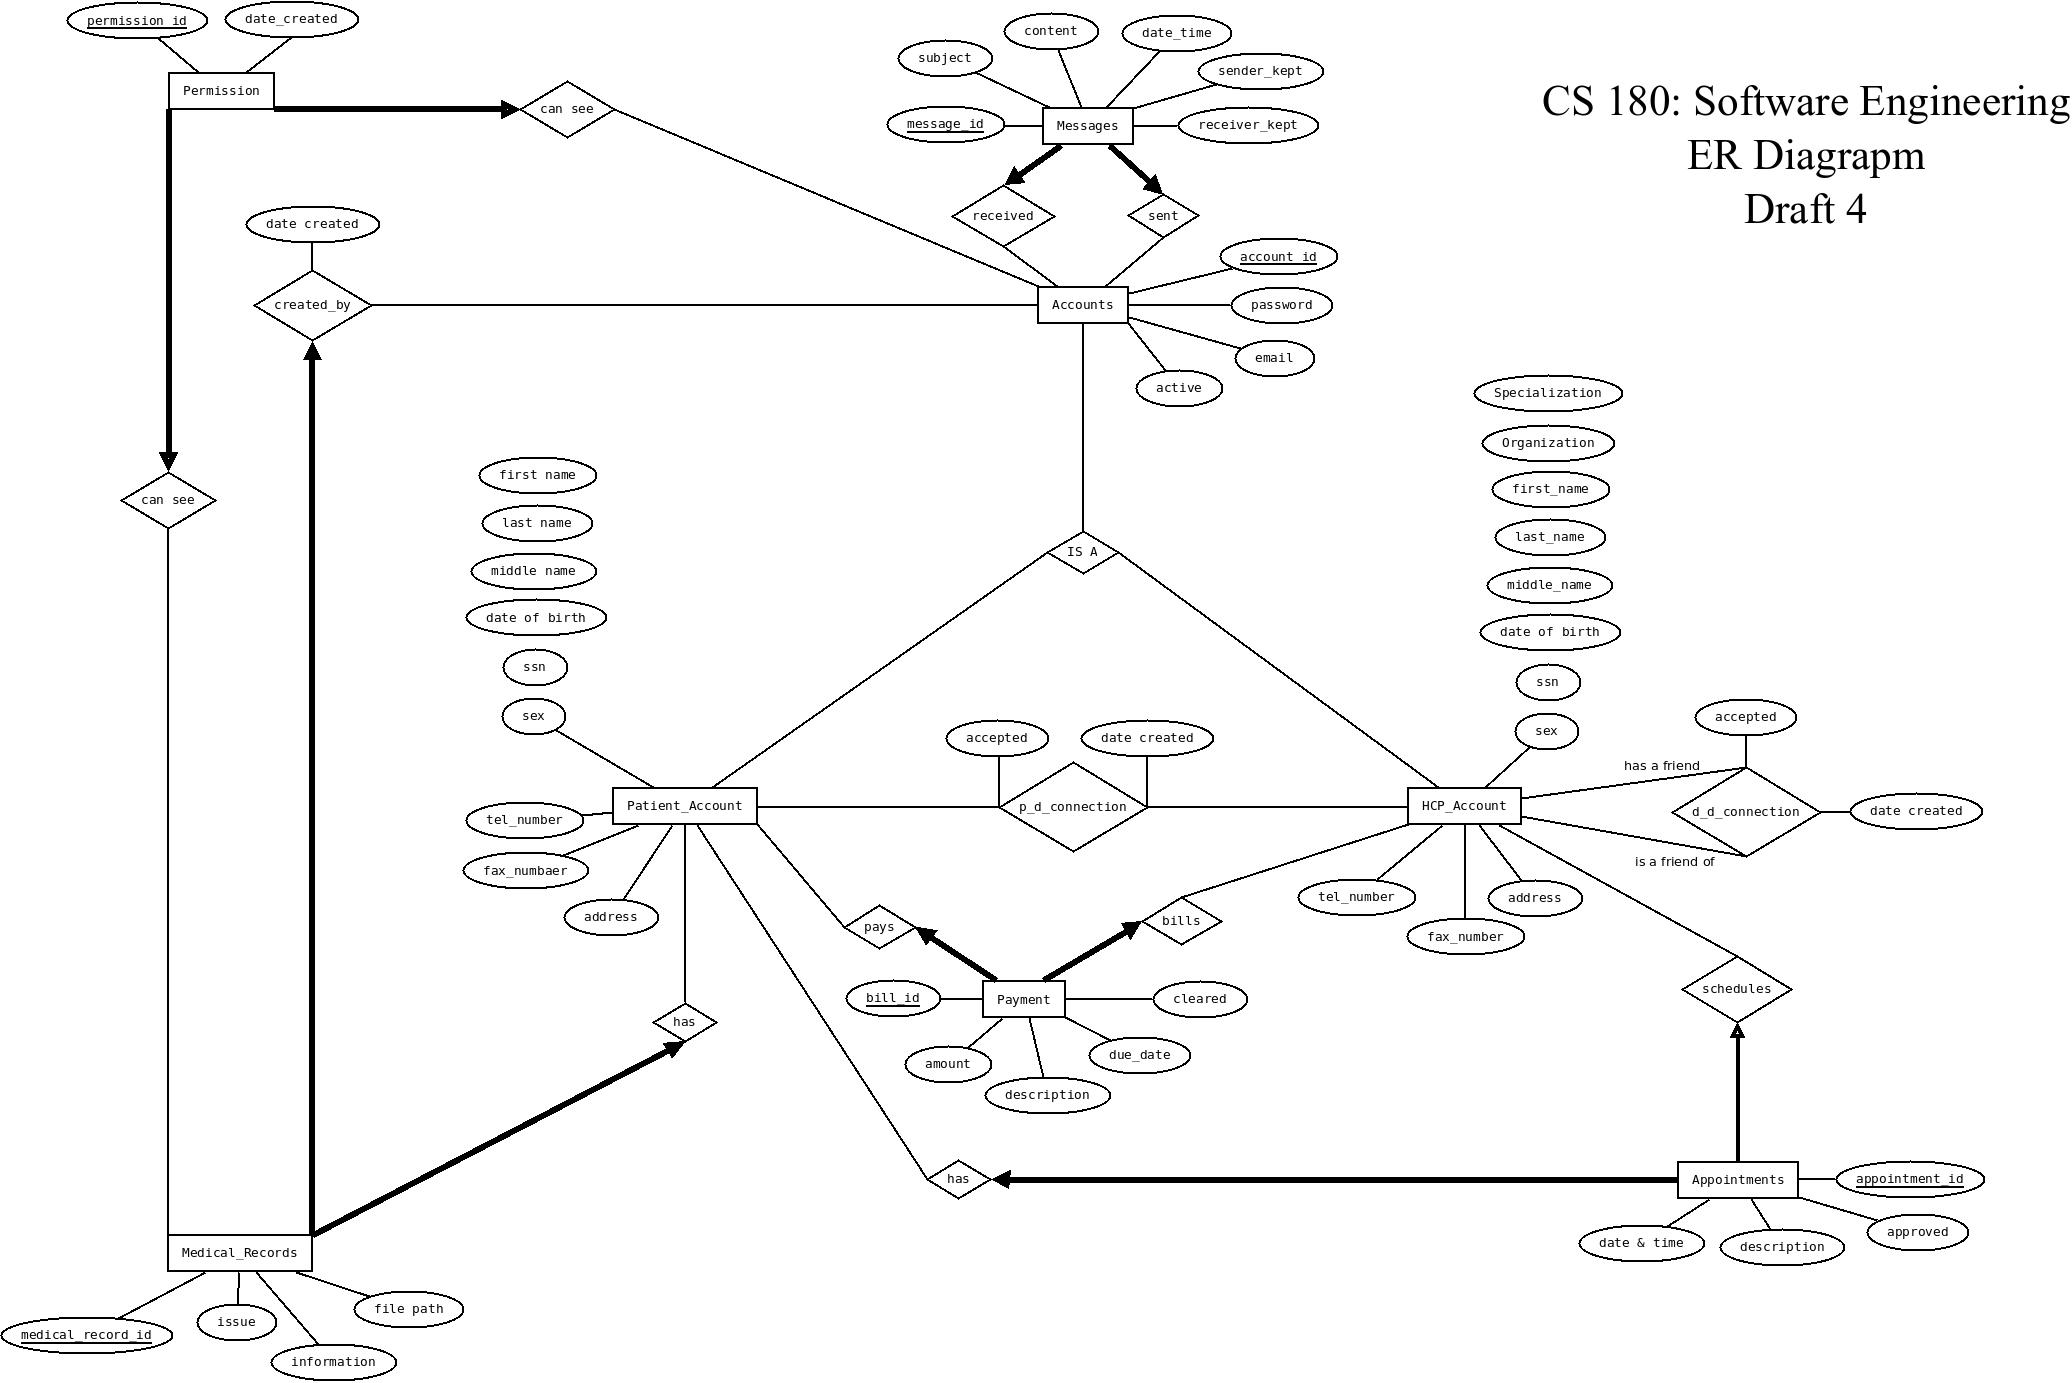 permission_id
date_created
Permission
can see
content
date_time
subject
sender_kept
message_id
Messages
receiver_kept
CS 180: Software Engineering
ER Diagrapm
Draft 4
received
sent
date created
created_by
account_id
Accounts
password
email
active
can see
Specialization
Organization
first_name
last_name
middle_name
date of birth
ssn
sex
first name
last name
middle name
date of birth
ssn
sex
IS A
accepted
date created
Patient_Account
p_d_connection
HCP_Account
has a friend
accepted
d_d_connection
date created
is a friend of
tel_number
fax_numbaer
address
tel_number
address
fax_number
pays
bills
schedules
bill_id
Payment
cleared
has
amount
due_date
description
has
Appointments
appointment_id
date & time
description
approved
Medical_Records
file path
issue
medical_record_id
information